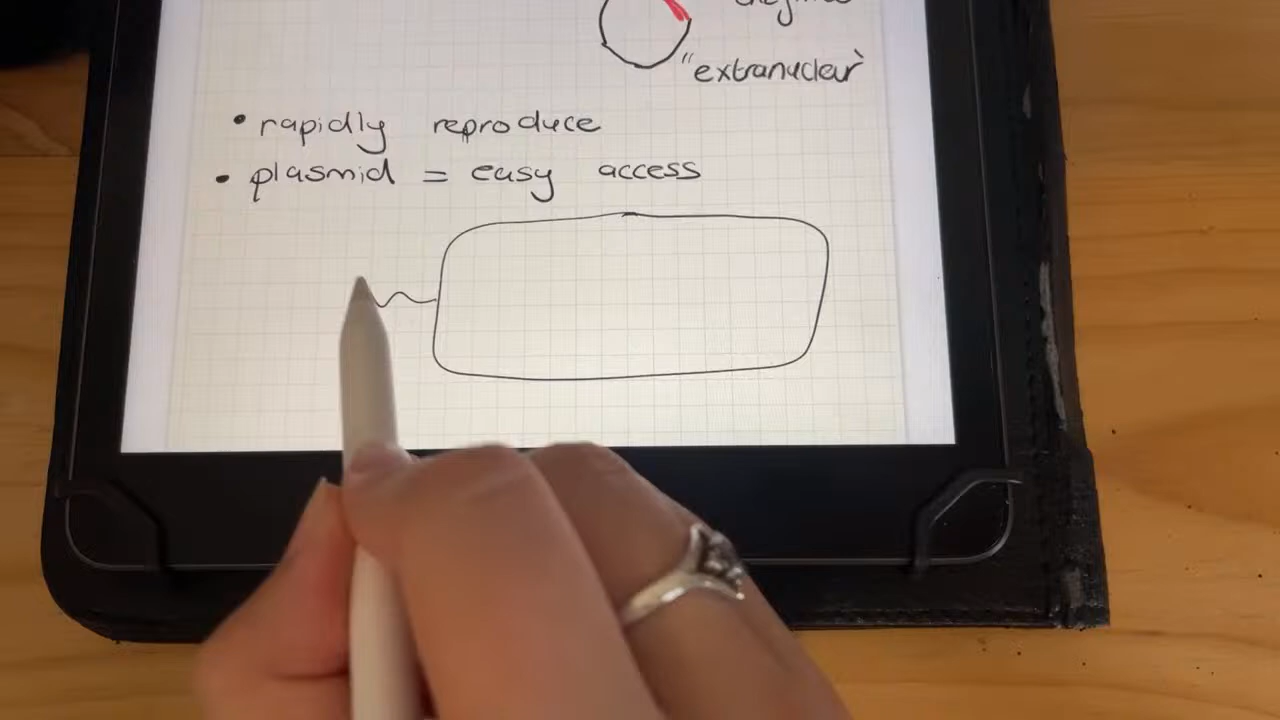 "extranuclear"
• rapidly reproduce
• plasmid = easy access